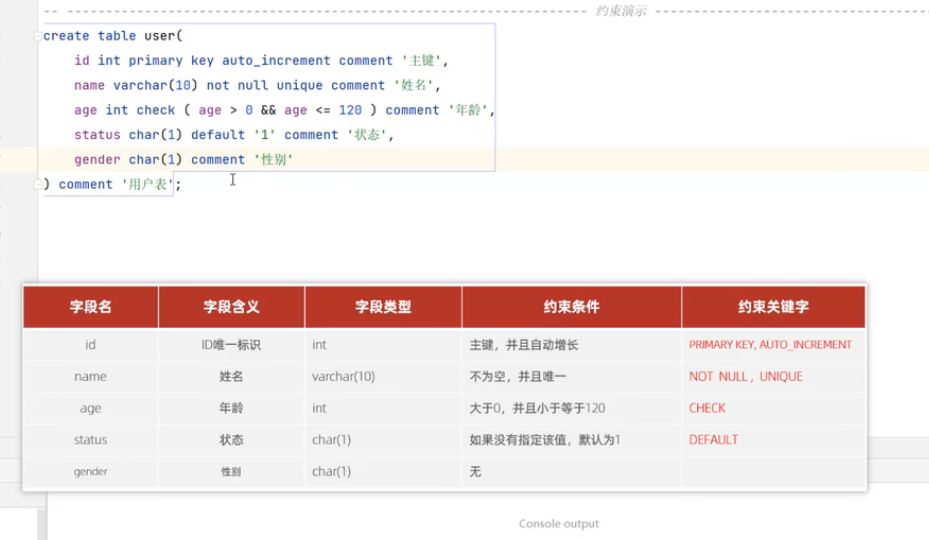 -- ---------------------------------------- 约束演示 ----------------------------------------
create table user(
id int primary key auto_increment comment '主键',
name varchar(10) not null unique comment '姓名',
age int check ( age > 0 && age <= 120 ) comment '年龄',
status char(1) default '1' comment '状态',
gender char(1) comment '性别'
) comment '用户表';
字段名 字段含义 字段类型 约束条件 约束关键字
id ID唯一标识 int 主键，并且自动增长 PRIMARY KEY, AUTO_INCREMENT
name 姓名 varchar(10) 不为空，并且唯一 NOT NULL , UNIQUE
age 年龄 int 大于0，并且小于等于120 CHECK
status 状态 char(1) 如果没有指定该值，默认为1 DEFAULT
gender 性别 char(1) 无
Console output